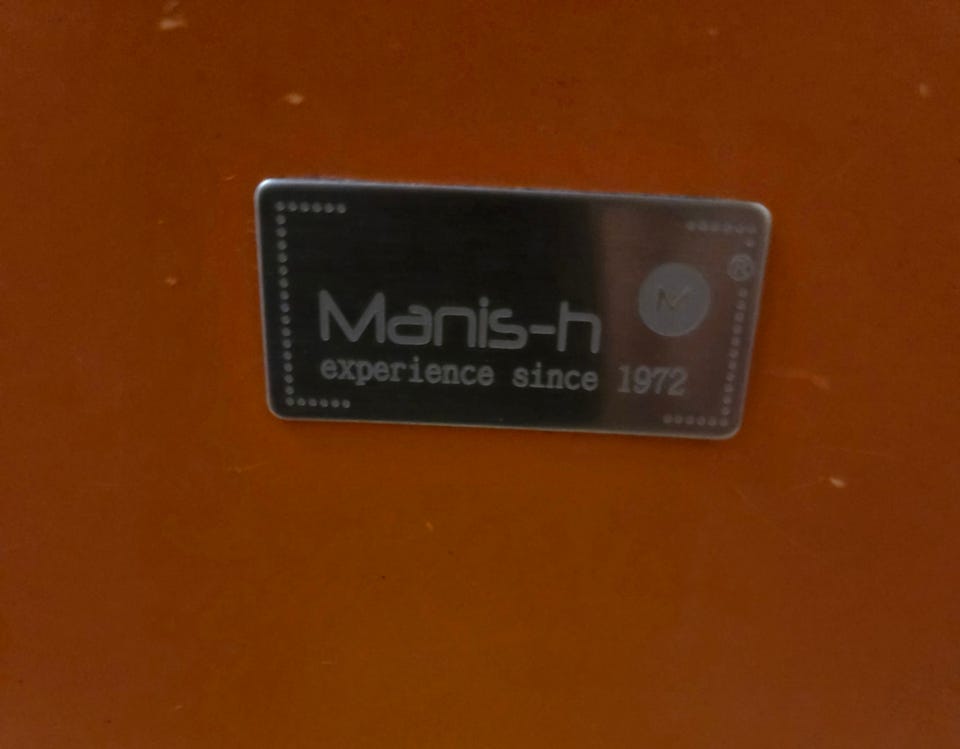 ®
M
Manis-h
experience since 1972